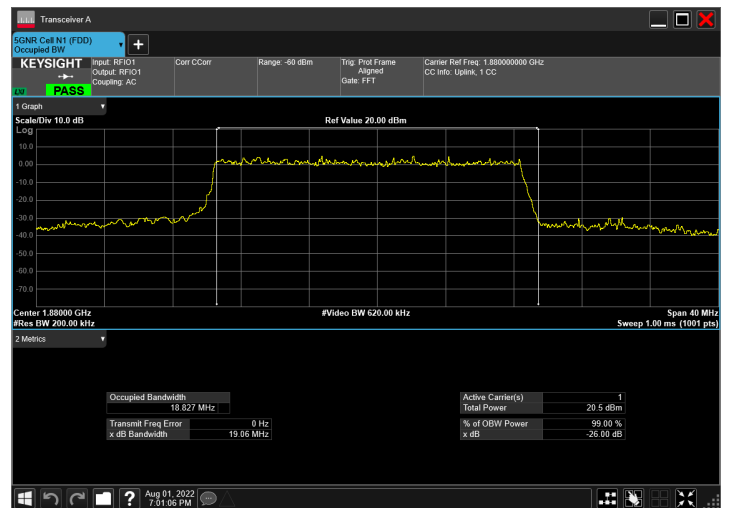 Transceiver A
5GNR Cell N1 (FDD)
Occupied BW
KEYSIGHT
LXI
PASS
Input: RFIO1
Output: RFIO1
Coupling: AC
Corr CCorr
Range: -60 dBm
Trig: Prot Frame
Aligned
Gate: FFT
Carrier Ref Freq: 1.880000000 GHz
CC Info: Uplink, 1 CC
1 Graph
Scale/Div 10.0 dB
Ref Value 20.00 dBm
Log
10.0
0.00
-10.0
-20.0
-30.0
-40.0
-50.0
-60.0
-70.0
Center 1.88000 GHz
#Video BW 620.00 kHz
Span 40 MHz
#Res BW 200.00 kHz
Sweep 1.00 ms (1001 pts)
2 Metrics
Occupied Bandwidth
18.827 MHz
Transmit Freq Error 0 Hz
x dB Bandwidth 19.06 MHz
Active Carrier(s) 1
Total Power 20.5 dBm
% of OBW Power 99.00 %
x dB -26.00 dB
Aug 01, 2022
7:01:06 PM